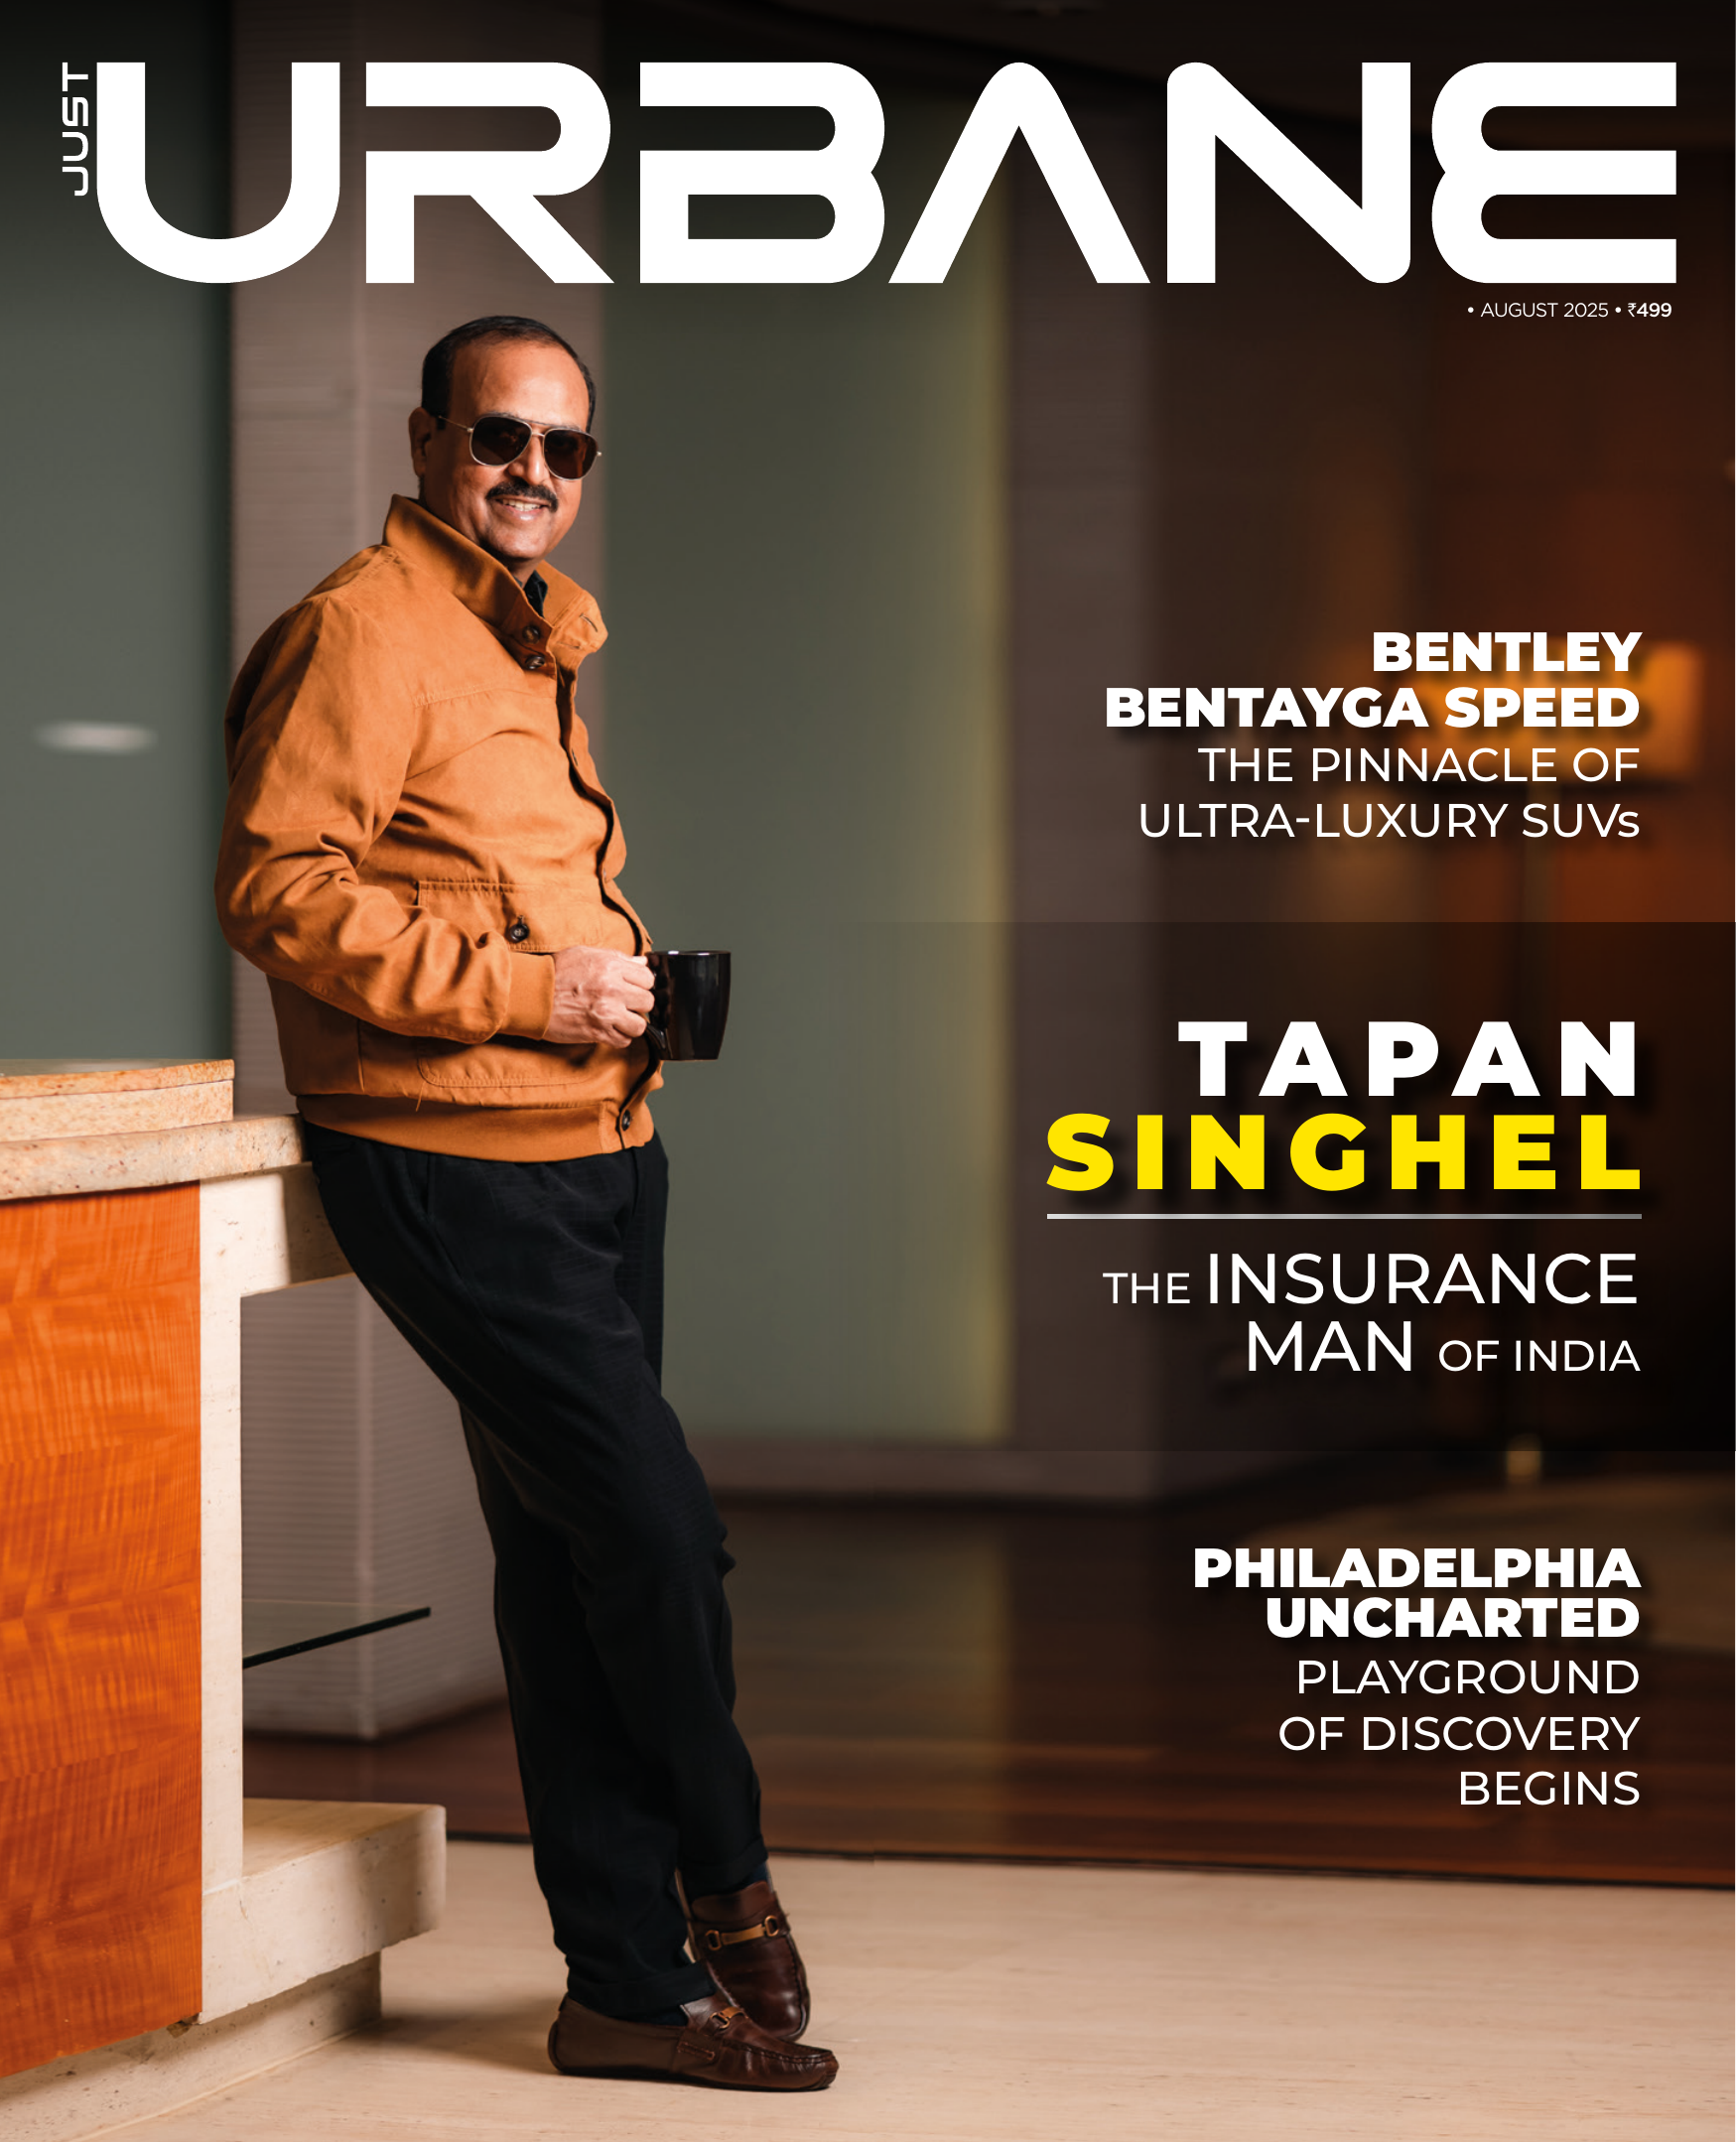 JUST
URBANE
• AUGUST 2025 • ₹499
BENTLEY
BENTAYGA SPEED
THE PINNACLE OF
ULTRA-LUXURY SUVs
TAPAN
SINGHEL
THE INSURANCE
MAN OF INDIA
PHILADELPHIA
UNCHARTED
PLAYGROUND
OF DISCOVERY
BEGINS